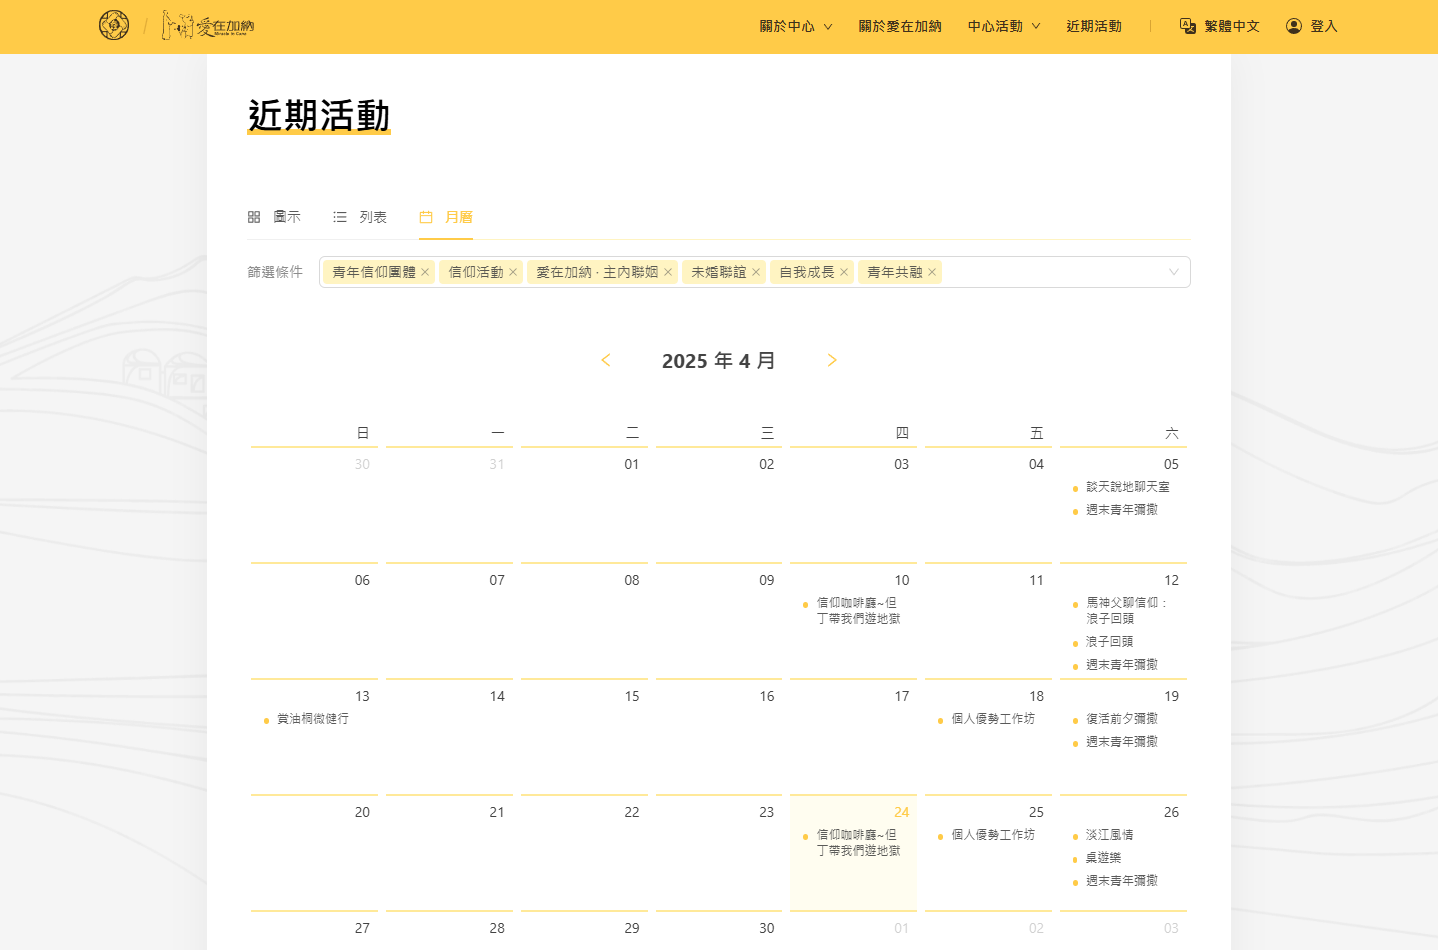 愛在加納
Miracle in Cana
關於中心 關於愛在加納 中心活動 近期活動 繁體中文 登入
近期活動
圖示 列表 月曆
篩選條件 青年信仰團體 信仰活動 愛在加納 · 主內聯姻 未婚聯誼 自我成長 青年共融
2025 年 4 月
日 一 二 三 四 五 六
30 31 01 02 03 04 05
談天說地聊天室
週末青年彌撒
06 07 08 09 10 11 12
信仰咖啡廳~但
丁帶我們遊地獄
馬神父聊信仰：
浪子回頭
浪子回頭
週末青年彌撒
13 14 15 16 17 18 19
賞油桐微健行
個人優勢工作坊
復活前夕彌撒
週末青年彌撒
20 21 22 23 24 25 26
信仰咖啡廳~但
丁帶我們遊地獄
個人優勢工作坊
淡江風情
桌遊樂
週末青年彌撒
27 28 29 30 01 02 03